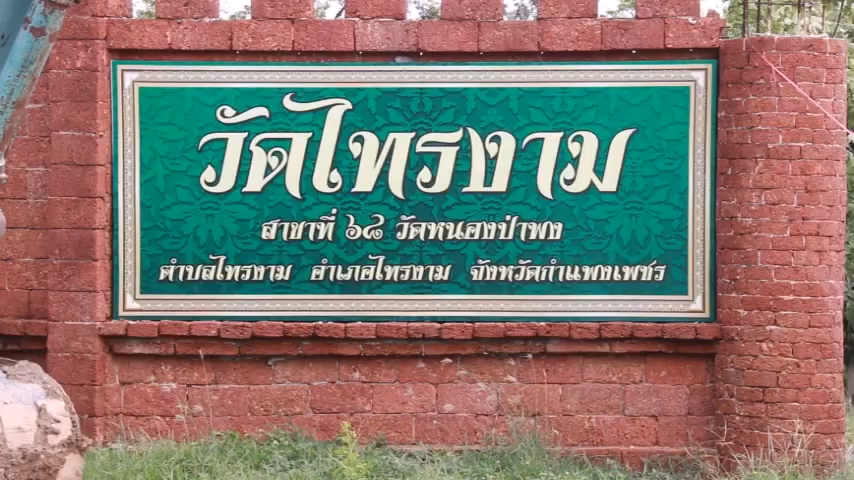 วัดไทรงาม
สาขาที่ ๖๘ วัดหนองป่าพง
ตำบลไทรงาม อำเภอไทรงาม จังหวัดกำแพงเพชร